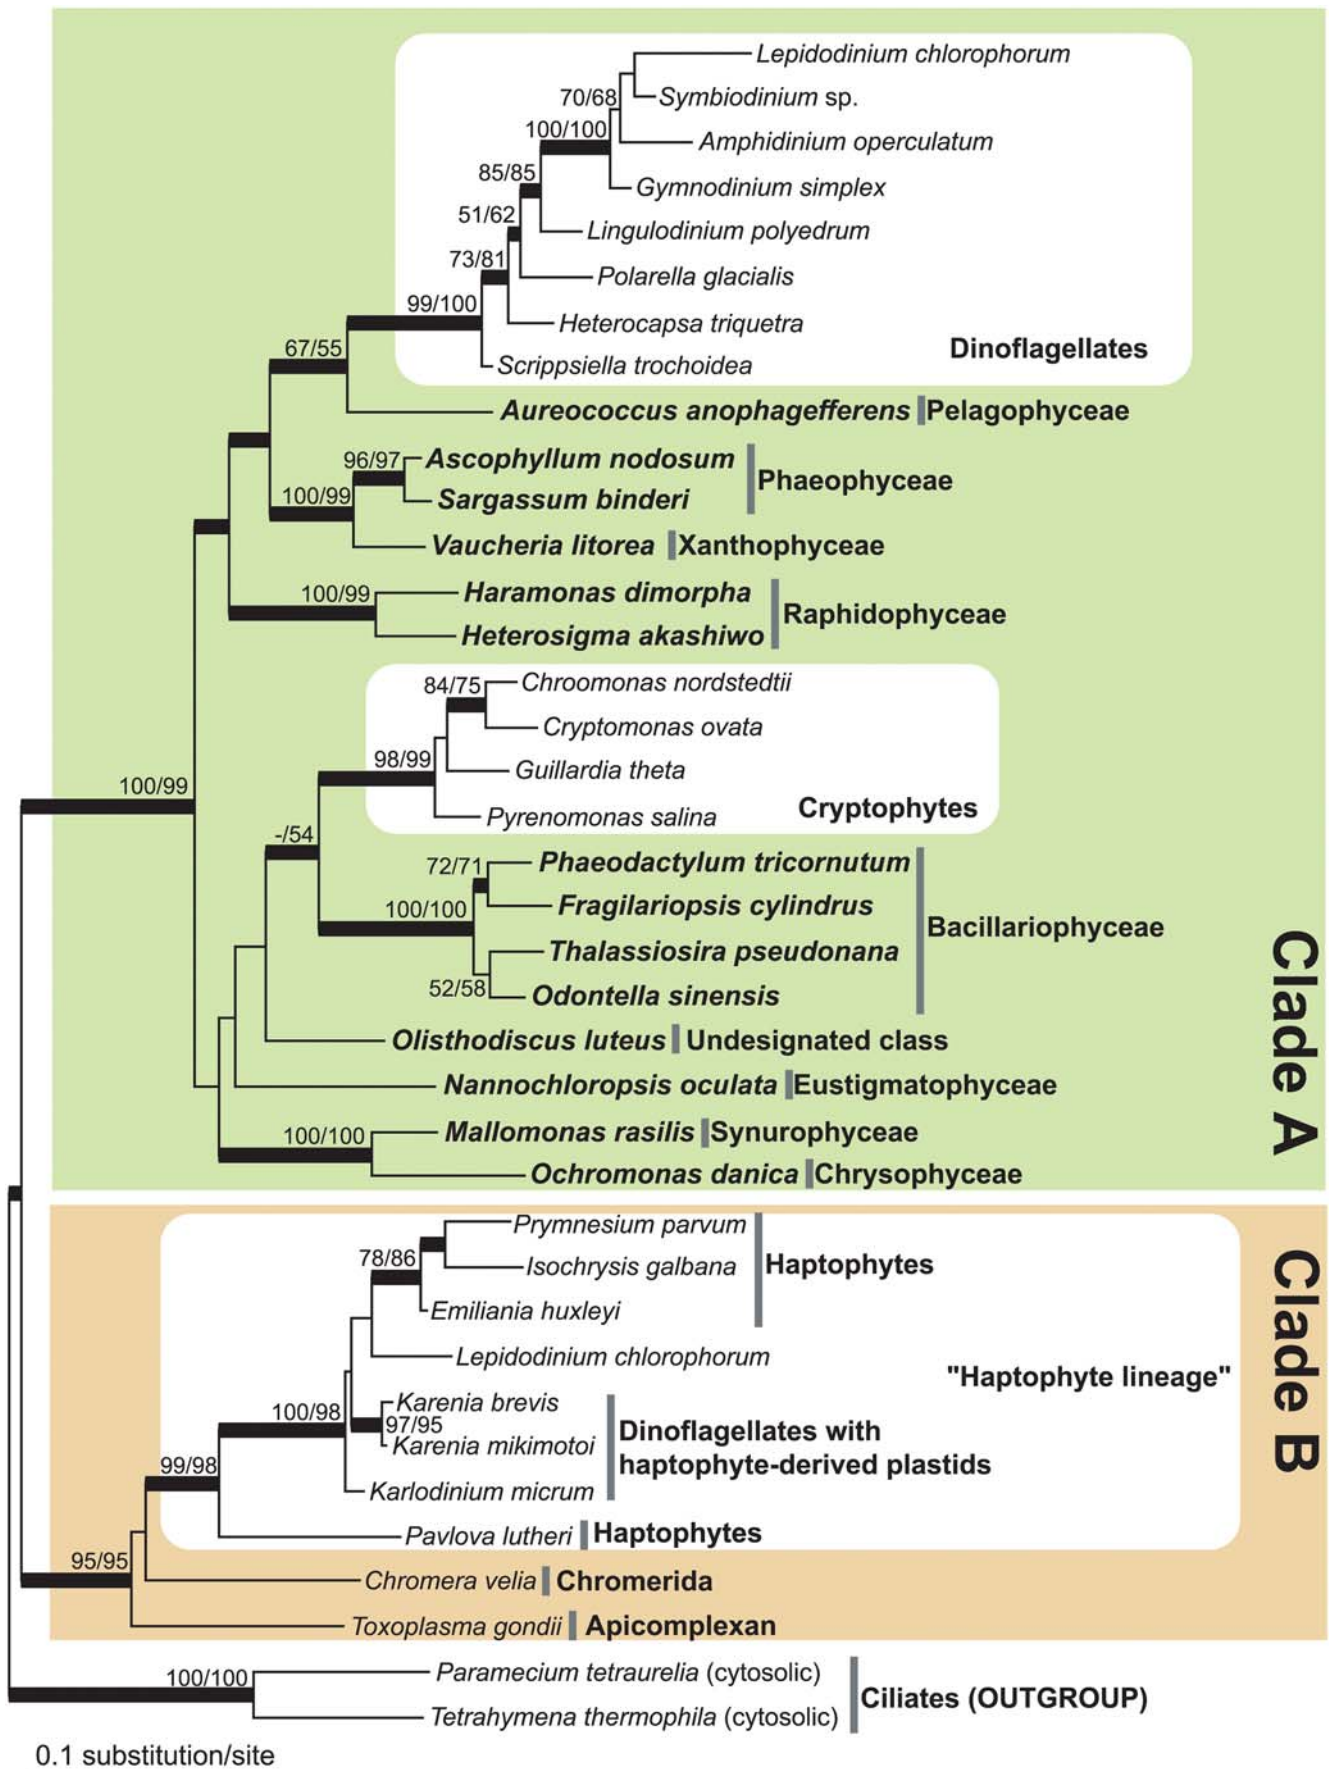 Lepidodinium chlorophorum
70/68
Symbiodinium sp.
100/100
Amphidinium operculatum
85/85
Gymnodinium simplex
51/62
Lingulodinium polyedrum
73/81
Polarella glacialis
99/100
Heterocapsa triquetra
Dinoflagellates
67/55
Scrippsiella trochoidea
Aureococcus anophagefferens
Pelagophyceae
96/97
Ascophyllum nodosum
Phaeophyceae
100/99
Sargassum binderi
Vaucheria litorea
Xanthophyceae
100/99
Haramonas dimorpha
Raphidophyceae
Heterosigma akashiwo
84/75
Chroomonas nordstedtii
Cryptomonas ovata
98/99
Guillardia theta
100/99
Pyrenomonas salina
Cryptophytes
-/54
72/71
Phaeodactylum tricornutum
100/100
Fragilariopsis cylindrus
Bacillariophyceae
Thalassiosira pseudonana
52/58
Odontella sinensis
Olisthodiscus luteus
Undesignated class
Nannochloropsis oculata
Eustigmatophyceae
100/100
Mallomonas rasilis
Synurophyceae
Ochromonas danica
Chrysophyceae
Clade A
Prymnesium parvum
78/86
Isochrysis galbana
Haptophytes
Emiliania huxleyi
Lepidodinium chlorophorum
"Haptophyte lineage"
100/98
Karenia brevis
97/95
Karenia mikimotoi
Dinoflagellates with
haptophyte-derived plastids
99/98
Karlodinium micrum
Pavlova lutheri
Haptophytes
95/95
Chromera velia
Chromerida
Toxoplasma gondii
Apicomplexan
Clade B
100/100
Paramecium tetraurelia (cytosolic)
Ciliates (OUTGROUP)
Tetrahymena thermophila (cytosolic)
0.1 substitution/site